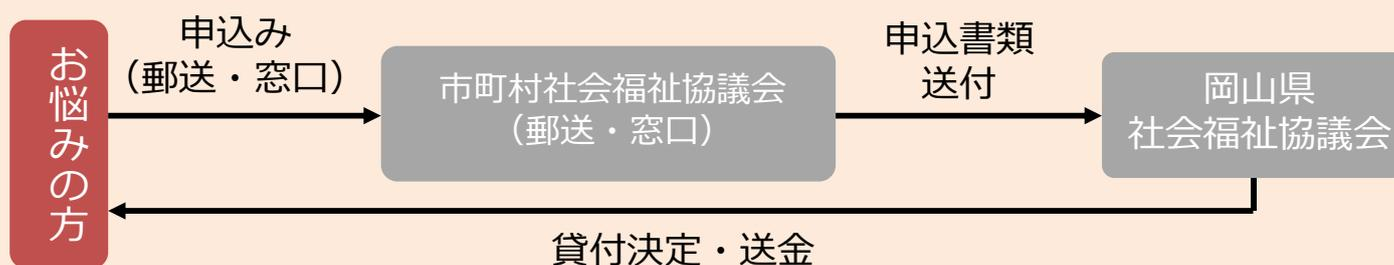 お悩みの方
申込み
（郵送・窓口）
市町村社会福祉協議会
（郵送・窓口）
申込書類
送付
岡山県
社会福祉協議会
貸付決定・送金